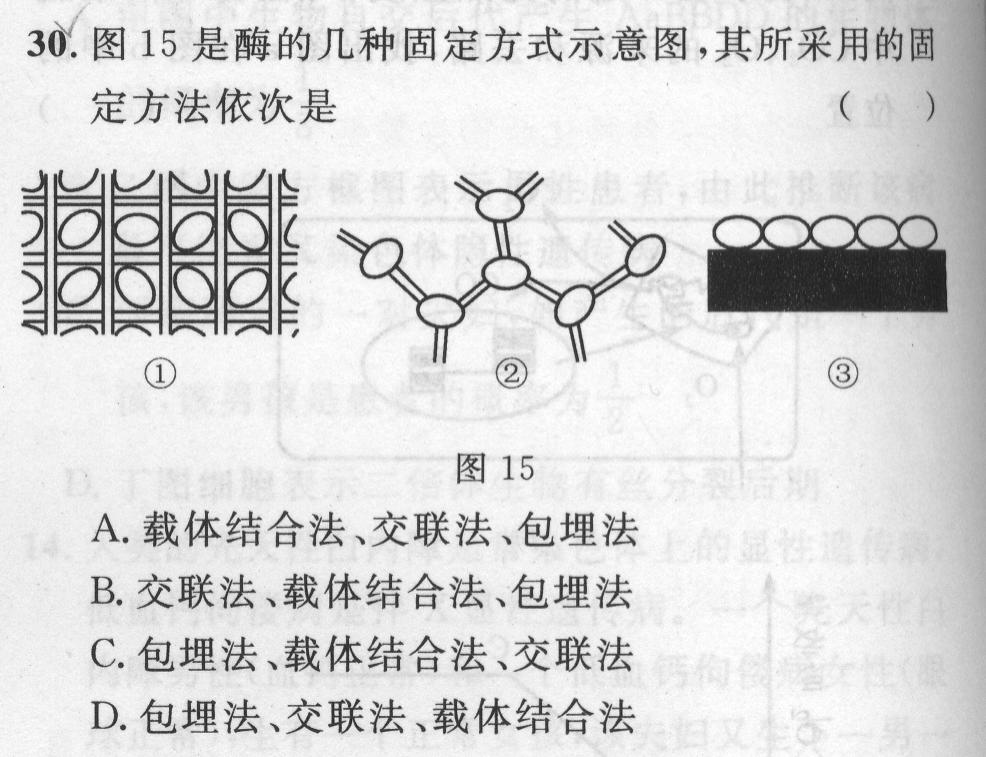 30. 图 15 是酶的几种固定方式示意图,其所采用的固
定方法依次是 ( )
① ② ③
图 15
A. 载体结合法、交联法、包埋法
B. 交联法、载体结合法、包埋法
C. 包埋法、载体结合法、交联法
D. 包埋法、交联法、载体结合法